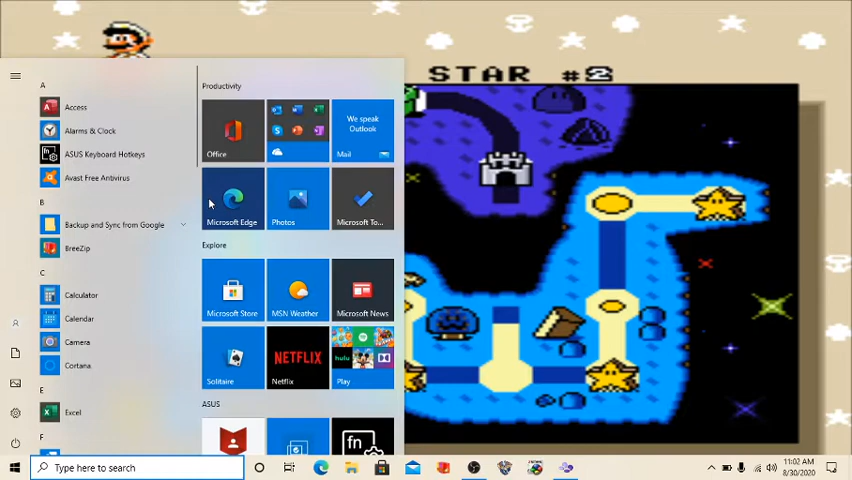 STAR #2
A
Access
Alarms & Clock
ASUS Keyboard Hotkeys
Avast Free Antivirus
B
Backup and Sync from Google
BreeZip
C
Calculator
Calendar
Camera
Cortana
E
Excel
F
Productivity
Office
We speak
Outlook
Mail
Microsoft Edge
Photos
Microsoft To...
Explore
Microsoft Store
MSN Weather
Microsoft News
Solitaire
NETFLIX
Netflix
hulu
Play
ASUS
fn
Type here to search
11:02 AM
8/30/2020